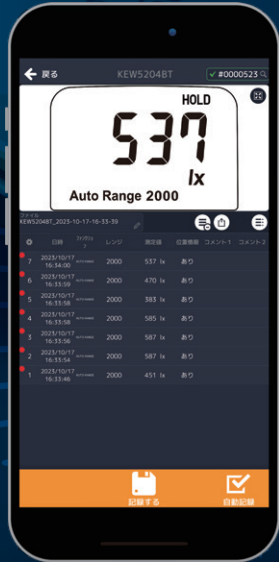 戻る KEW5204BT #0000523
HOLD
537
lx
Auto Range 2000
ファイル
KEW5204BT_2023-10-17-16-33-39
日時 レンジ 測定値 位置情報 コメント1 コメント2
7 2023/10/17 16:34:00 2000 537 lx あり
6 2023/10/17 16:33:59 2000 470 lx あり
5 2023/10/17 16:33:58 2000 383 lx あり
4 2023/10/17 16:33:58 2000 585 lx あり
3 2023/10/17 16:33:56 2000 587 lx あり
2 2023/10/17 16:33:54 2000 587 lx あり
1 2023/10/17 16:33:46 2000 451 lx あり
記録する 自動記録